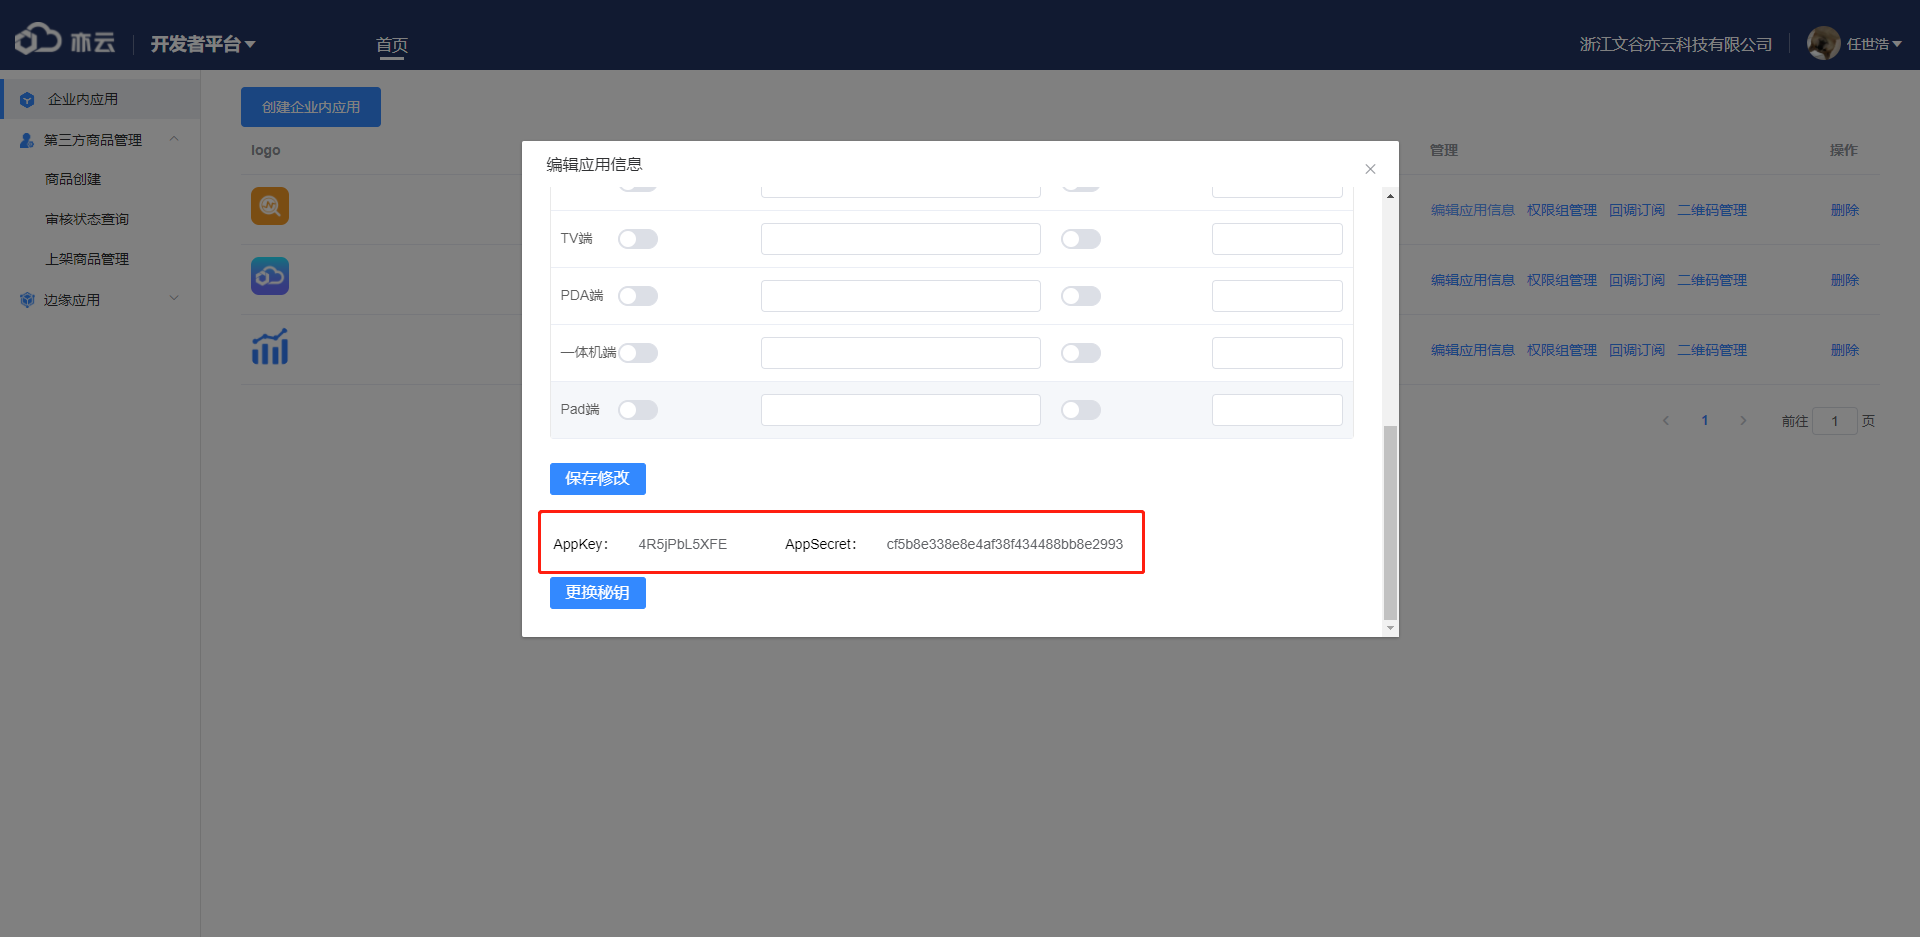 亦云 开发者平台 首页 浙江文谷亦云科技有限公司 任世浩
企业内应用
第三方商品管理
商品创建
审核状态查询
上架商品管理
边缘应用
创建企业内应用
logo 管理 操作
编辑应用信息 权限组管理 回调订阅 二维码管理 删除
编辑应用信息 权限组管理 回调订阅 二维码管理 删除
编辑应用信息 权限组管理 回调订阅 二维码管理 删除
1 前往 1 页
编辑应用信息
TV端
PDA端
一体机端
Pad端
保存修改
AppKey： 4R5jPbL5XFE AppSecret： cf5b8e338e8e4af38f434488bb8e2993
更换秘钥